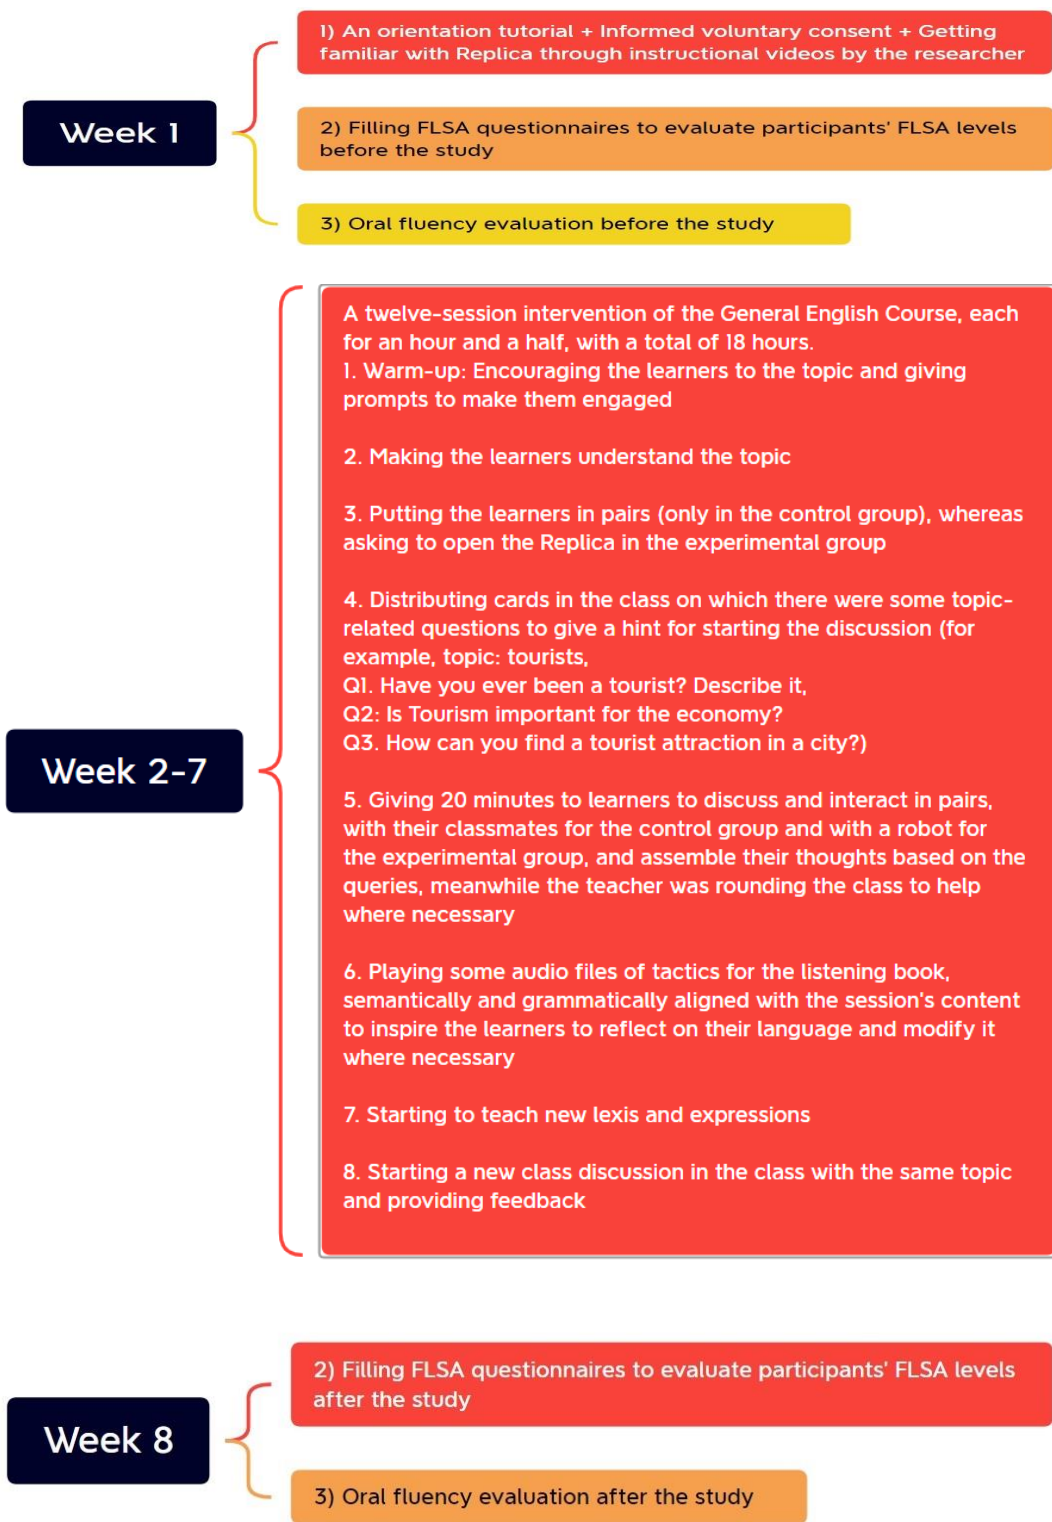 1) An orientation tutorial + Informed voluntary consent + Getting
familiar with Replica through instructional videos by the researcher
Week 1
2) Filling FLSA questionnaires to evaluate participants' FLSA levels
before the study
3) Oral fluency evaluation before the study
A twelve-session intervention of the General English Course, each
for an hour and a half, with a total of 18 hours.
1. Warm-up: Encouraging the learners to the topic and giving
prompts to make them engaged
2. Making the learners understand the topic
3. Putting the learners in pairs (only in the control group), whereas
asking to open the Replica in the experimental group
4. Distributing cards in the class on which there were some topic-
related questions to give a hint for starting the discussion (for
example, topic: tourists,
Q1. Have you ever been a tourist? Describe it,
Q2: Is Tourism important for the economy?
Q3. How can you find a tourist attraction in a city?)
Week 2-7
5. Giving 20 minutes to learners to discuss and interact in pairs,
with their classmates for the control group and with a robot for
the experimental group, and assemble their thoughts based on the
queries, meanwhile the teacher was rounding the class to help
where necessary
6. Playing some audio files of tactics for the listening book,
semantically and grammatically aligned with the session's content
to inspire the learners to reflect on their language and modify it
where necessary
7. Starting to teach new lexis and expressions
8. Starting a new class discussion in the class with the same topic
and providing feedback
2) Filling FLSA questionnaires to evaluate participants' FLSA levels
after the study
Week 8
3) Oral fluency evaluation after the study